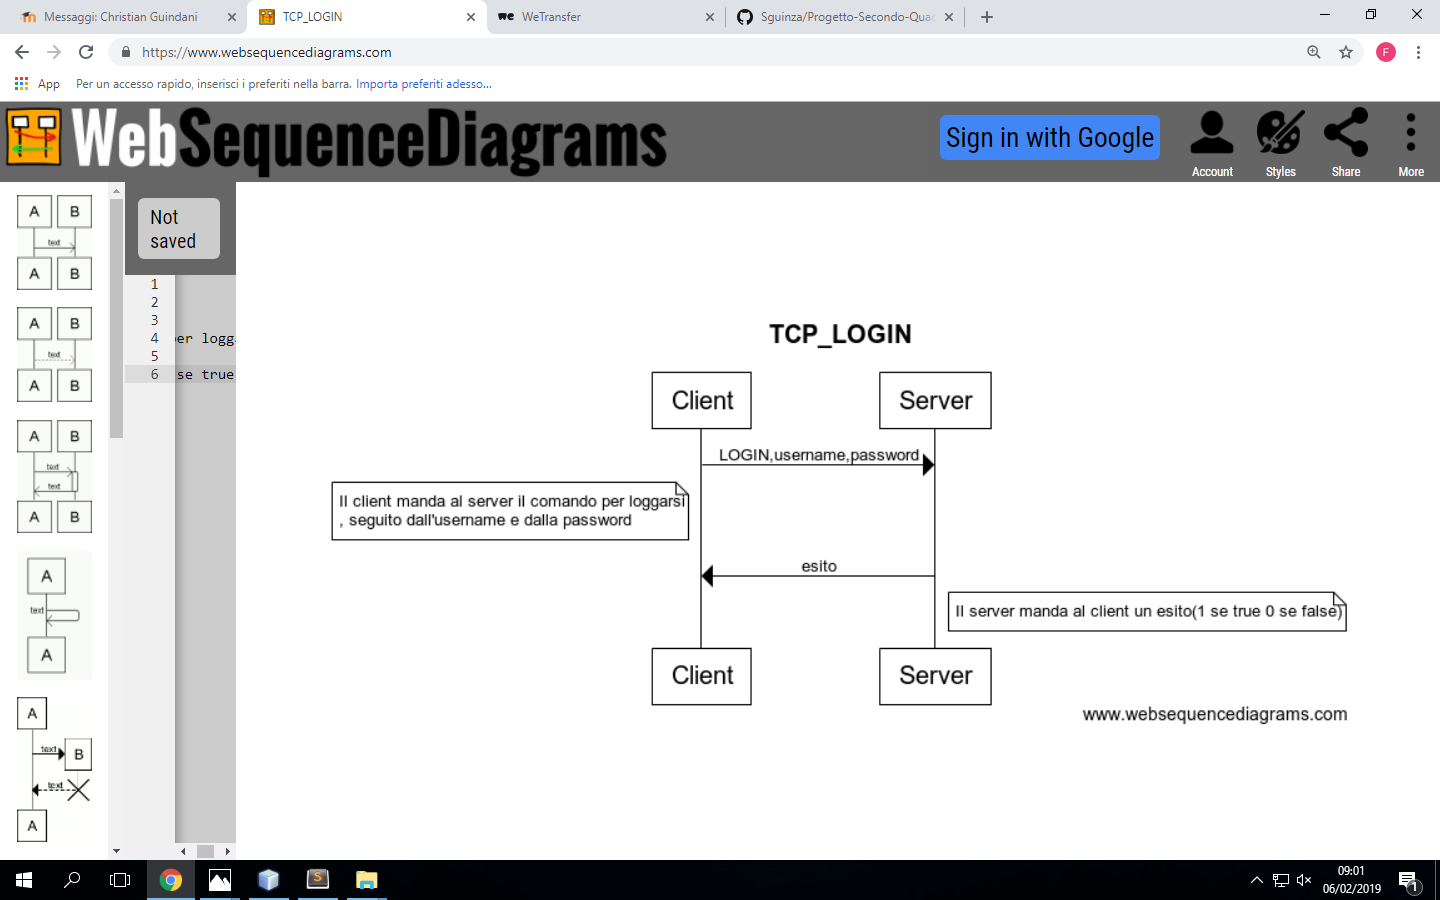 Messaggi: Christian Guindani
TCP_LOGIN
WeTransfer
Sguinza/Progetto-Secondo-Qua
https://www.websequencediagrams.com
F
App
Per un accesso rapido, inserisci i preferiti nella barra. Importa preferiti adesso...
WebSequenceDiagrams
Sign in with Google
Account
Styles
Share
More
Not
saved
A B
text
A B
A B
text
A B
A B
text
text
A B
A
text
A
A
text B
text
A
1
2
3
4 er logg
5
6 se true
TCP_LOGIN
Client Server
LOGIN,username,password
Il client manda al server il comando per loggarsi
, seguito dall'username e dalla password
esito
Il server manda al client un esito(1 se true 0 se false)
Client Server
www.websequencediagrams.com
S
09:01
06/02/2019
1